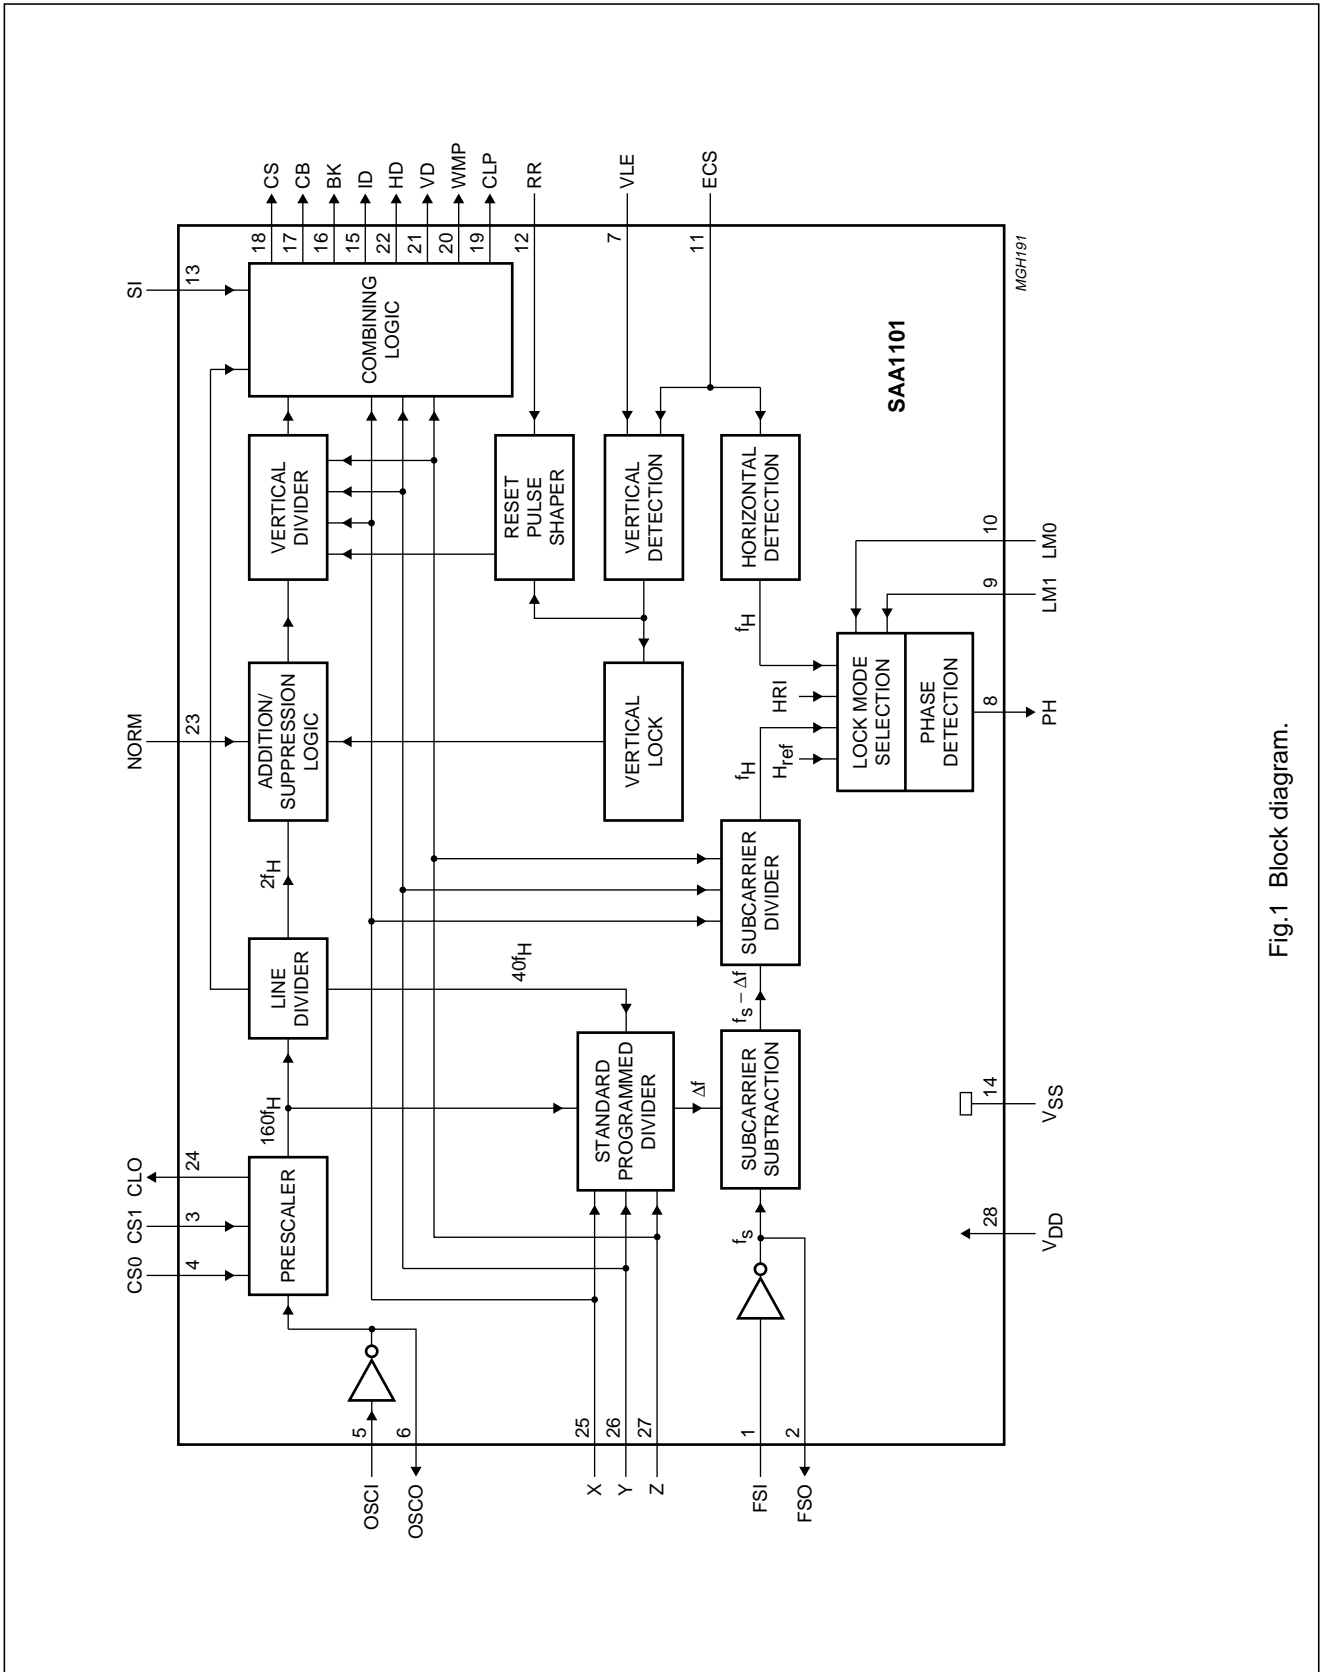 SI
13
NORM
23
CLO
24
CS1
3
CS0
4
18
CS
17
CB
16
BK
15
ID
22
HD
21
VD
20
WMP
19
CLP
12
RR
7
VLE
11
ECS
COMBINING
LOGIC
VERTICAL
DIVIDER
ADDITION/
SUPPRESSION
LOGIC
2fH
LINE
DIVIDER
160fH
PRESCALER
5
OSCI
6
OSCO
RESET
PULSE
SHAPER
VERTICAL
DETECTION
HORIZONTAL
DETECTION
VERTICAL
LOCK
40fH
STANDARD
PROGRAMMED
DIVIDER
Δf
25
X
26
Y
27
Z
fH
HRI
fH
Href
LOCK MODE
SELECTION
PHASE
DETECTION
SUBCARRIER
DIVIDER
fs − Δf
SUBCARRIER
SUBTRACTION
fs
1
FSI
2
FSO
10
LM0
9
LM1
8
PH
14
VSS
28
VDD
SAA1101
MGH191
Fig.1 Block diagram.